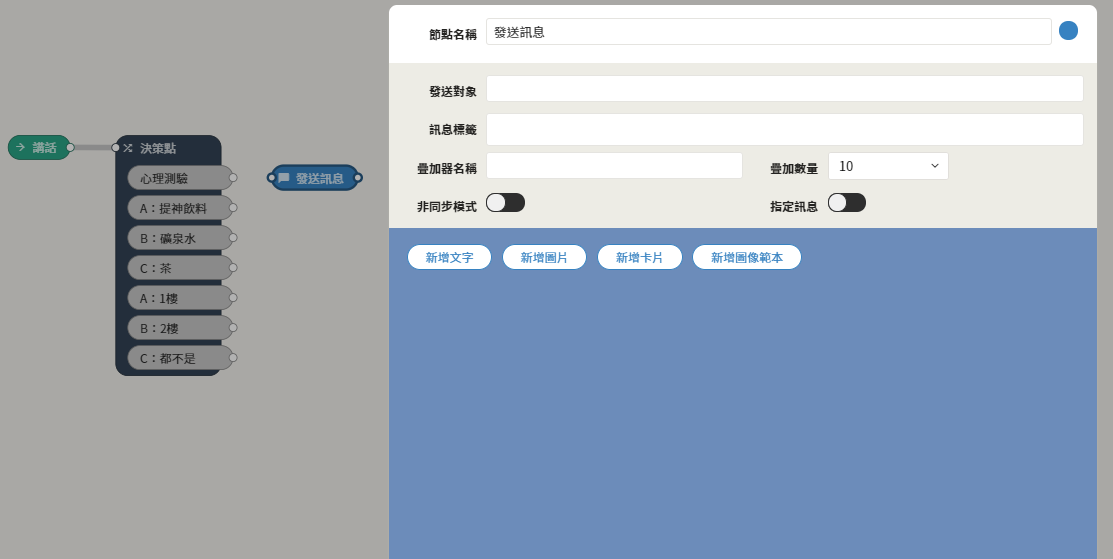 節點名稱 發送訊息
發送對象
訊息標籤
疊加器名稱 疊加數量 10
非同步模式 指定訊息
新增文字 新增圖片 新增卡片 新增圖像範本
講話
決策點
心理測驗
A：提神飲料
B：礦泉水
C：茶
A：1樓
B：2樓
C：都不是
發送訊息